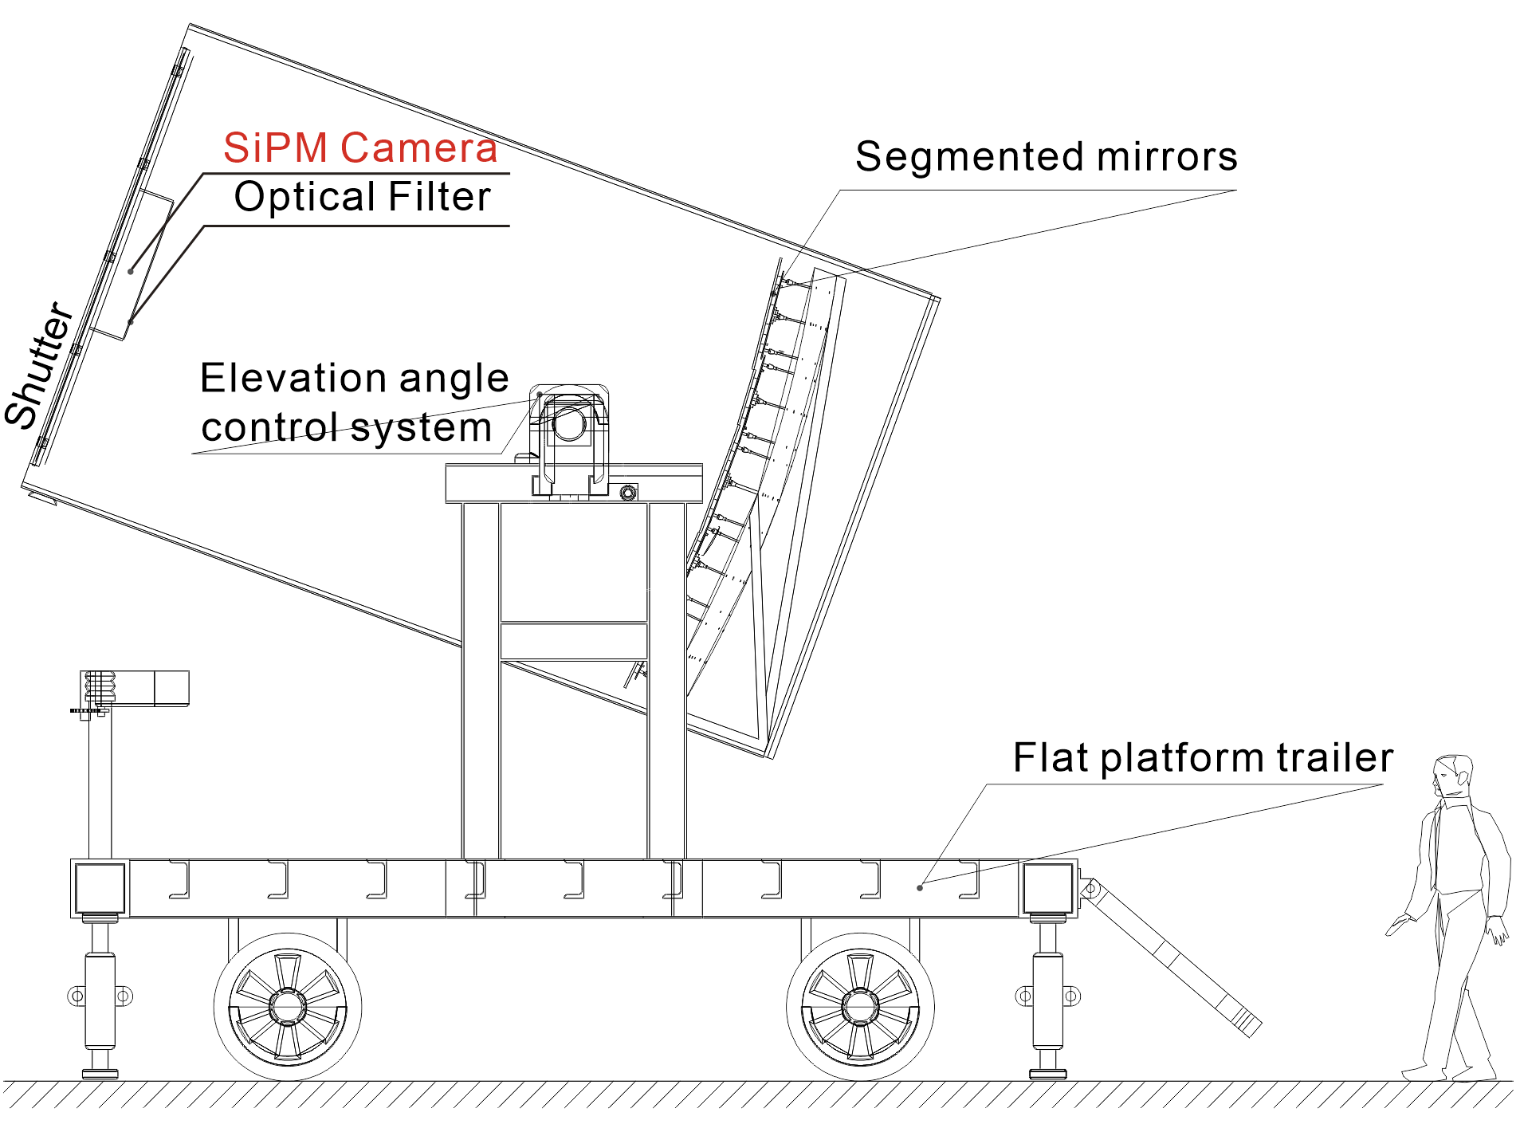 SiPM Camera
Optical Filter
Segmented mirrors
Shutter
Elevation angle
control system
Flat platform trailer